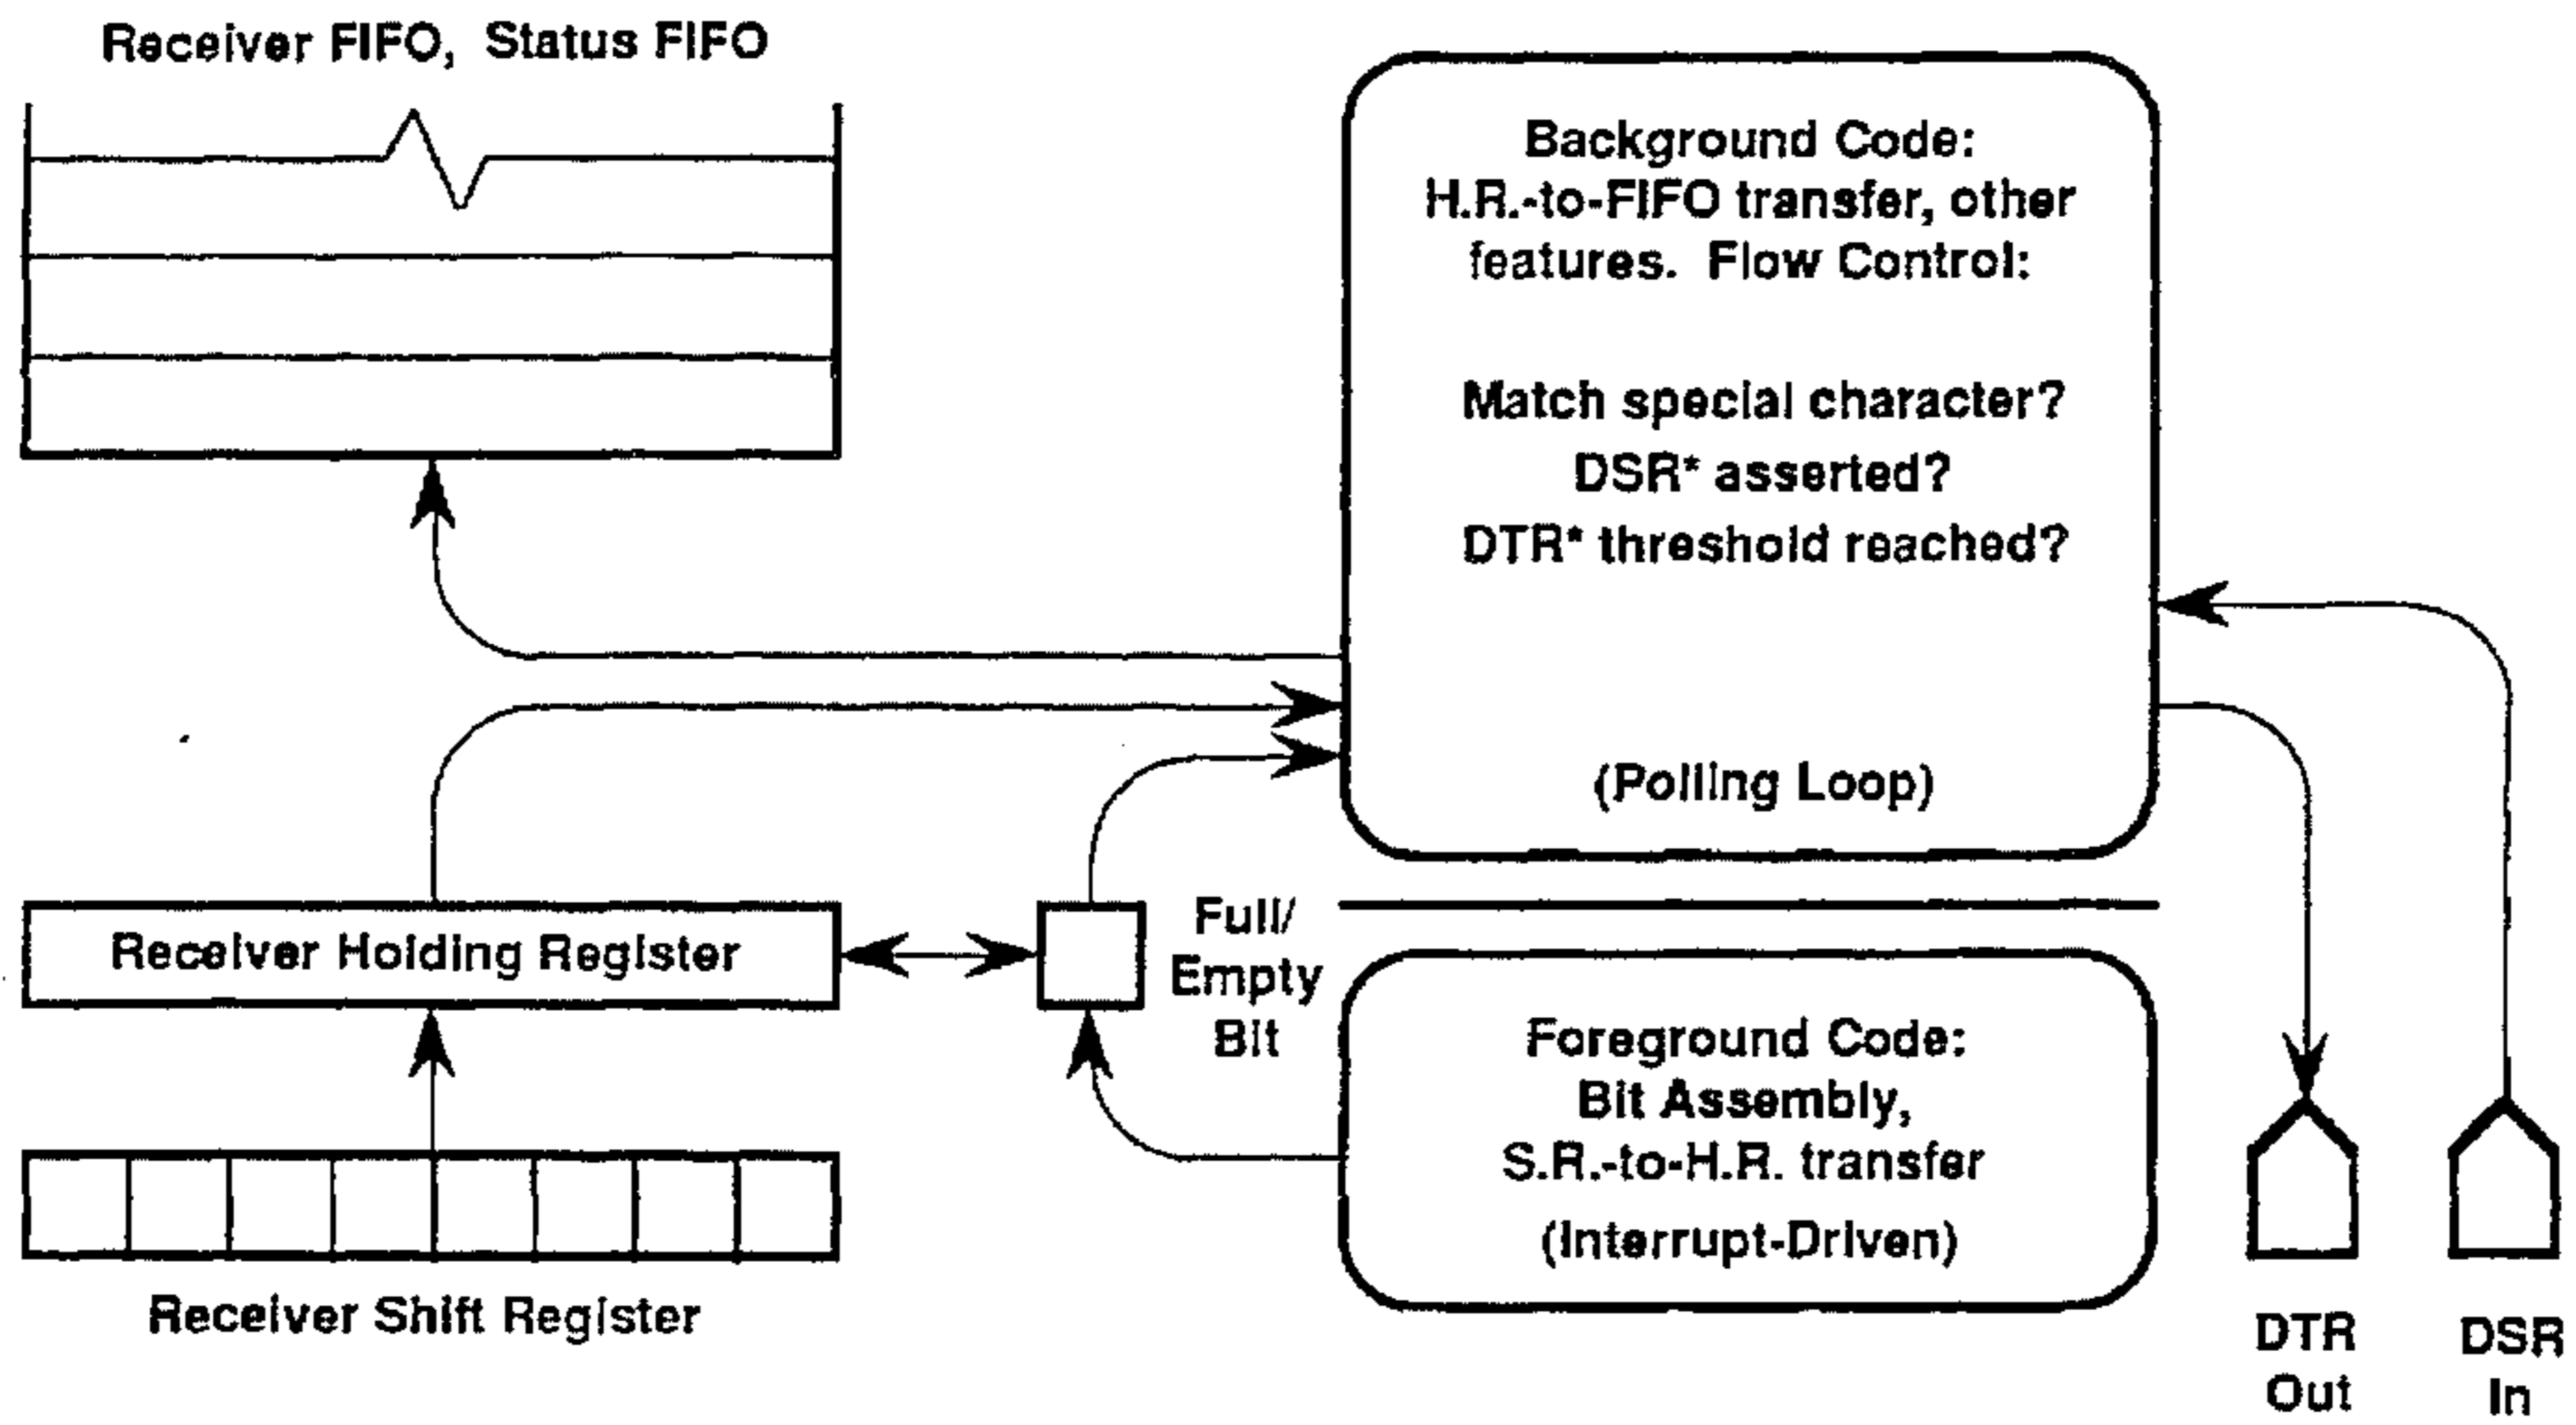 Receiver FIFO, Status FIFO
Background Code:
H.R.-to-FIFO transfer, other
features. Flow Control:
Match special character?
DSR* asserted?
DTR* threshold reached?
(Polling Loop)
Receiver Holding Register
Full/
Empty
Bit
Foreground Code:
Bit Assembly,
S.R.-to-H.R. transfer
(Interrupt-Driven)
Receiver Shift Register
DTR
Out
DSR
In